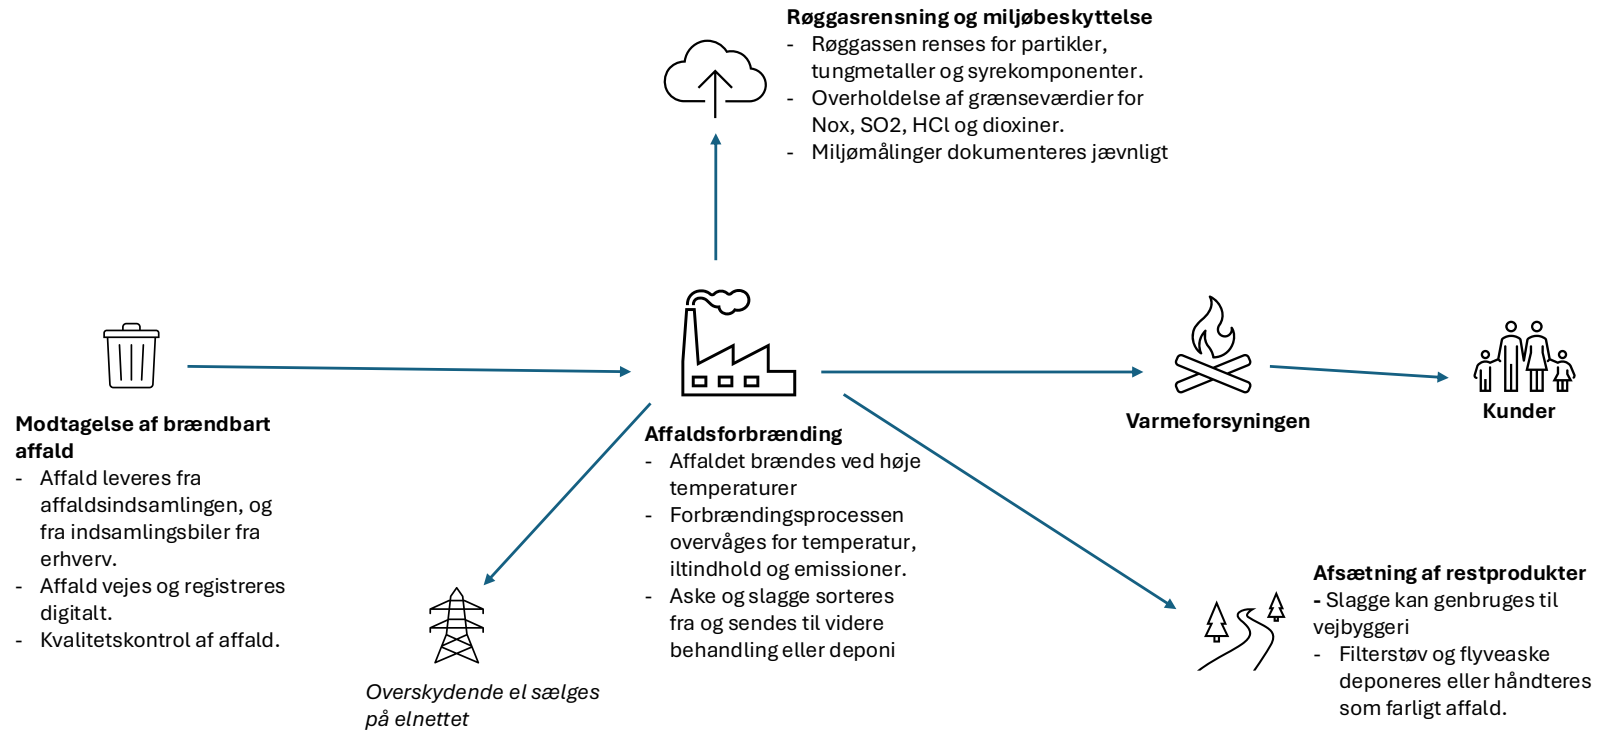 Røggasrensning og miljøbeskyttelse
- Røggassen renses for partikler,
tungmetaller og syrekomponenter.
- Overholdelse af grænseværdier for
Nox, SO2, HCl og dioxiner.
- Miljømålinger dokumenteres jævnligt
Modtagelse af brændbart
affald
- Affald leveres fra
affaldsindsamlingen, og
fra indsamlingsbiler fra
erhverv.
- Affald vejes og registreres
digitalt.
- Kvalitetskontrol af affald.
Overskydende el sælges
på elnettet
Affaldsforbrænding
- Affaldet brændes ved høje
temperaturer
- Forbrændingsprocessen
overvåges for temperatur,
iltindhold og emissioner.
- Aske og slagge sorteres
fra og sendes til videre
behandling eller deponi
Varmeforsyningen
Kunder
Afsætning af restprodukter
- Slagge kan genbruges til
vejbyggeri
- Filterstøv og flyveaske
deponeres eller håndteres
som farligt affald.